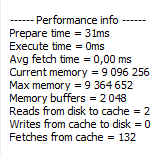 ------ Performance info ------
Prepare time = 31ms
Execute time = 0ms
Avg fetch time = 0,00 ms
Current memory = 9 096 256
Max memory = 9 364 652
Memory buffers = 2 048
Reads from disk to cache = 2
Writes from cache to disk = 0
Fetches from cache = 132